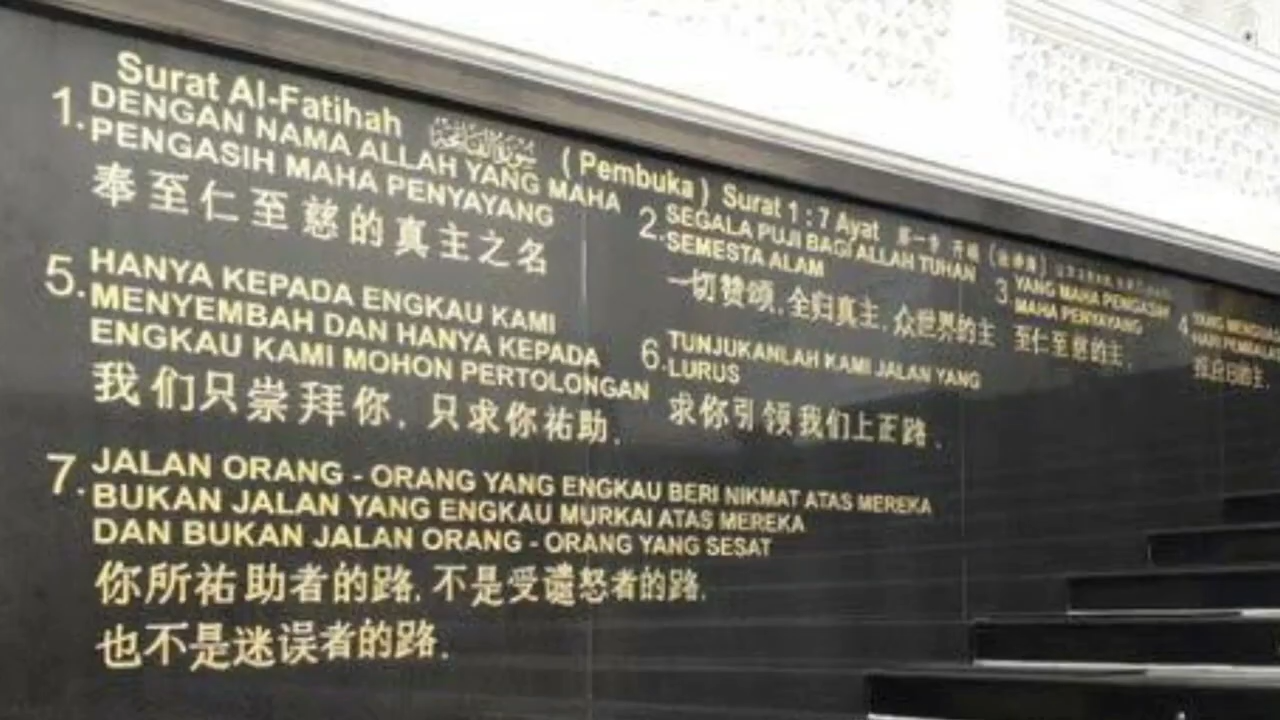 Surat Al-Fatihah سورة الفاتحة ( Pembuka ) Surat 1 : 7 Ayat 第一章 开端
1. DENGAN NAMA ALLAH YANG MAHA
PENGASIH MAHA PENYAYANG
奉至仁至慈的真主之名
2. SEGALA PUJI BAGI ALLAH TUHAN
SEMESTA ALAM
一切赞颂,全归真主,众世界的主
3. YANG MAHA PENGASIH
MAHA PENYAYANG
至仁至慈的主,
4. YANG
HARI
5. HANYA KEPADA ENGKAU KAMI
MENYEMBAH DAN HANYA KEPADA
ENGKAU KAMI MOHON PERTOLONGAN
我们只崇拜你, 只求你祐助.
6. TUNJUKANLAH KAMI JALAN YANG
LURUS
求你引领我们上正路.
7. JALAN ORANG - ORANG YANG ENGKAU BERI NIKMAT ATAS MEREKA
BUKAN JALAN YANG ENGKAU MURKAI ATAS MEREKA
DAN BUKAN JALAN ORANG - ORANG YANG SESAT
你所祐助者的路, 不是受谴怒者的路,
也不是迷误者的路.